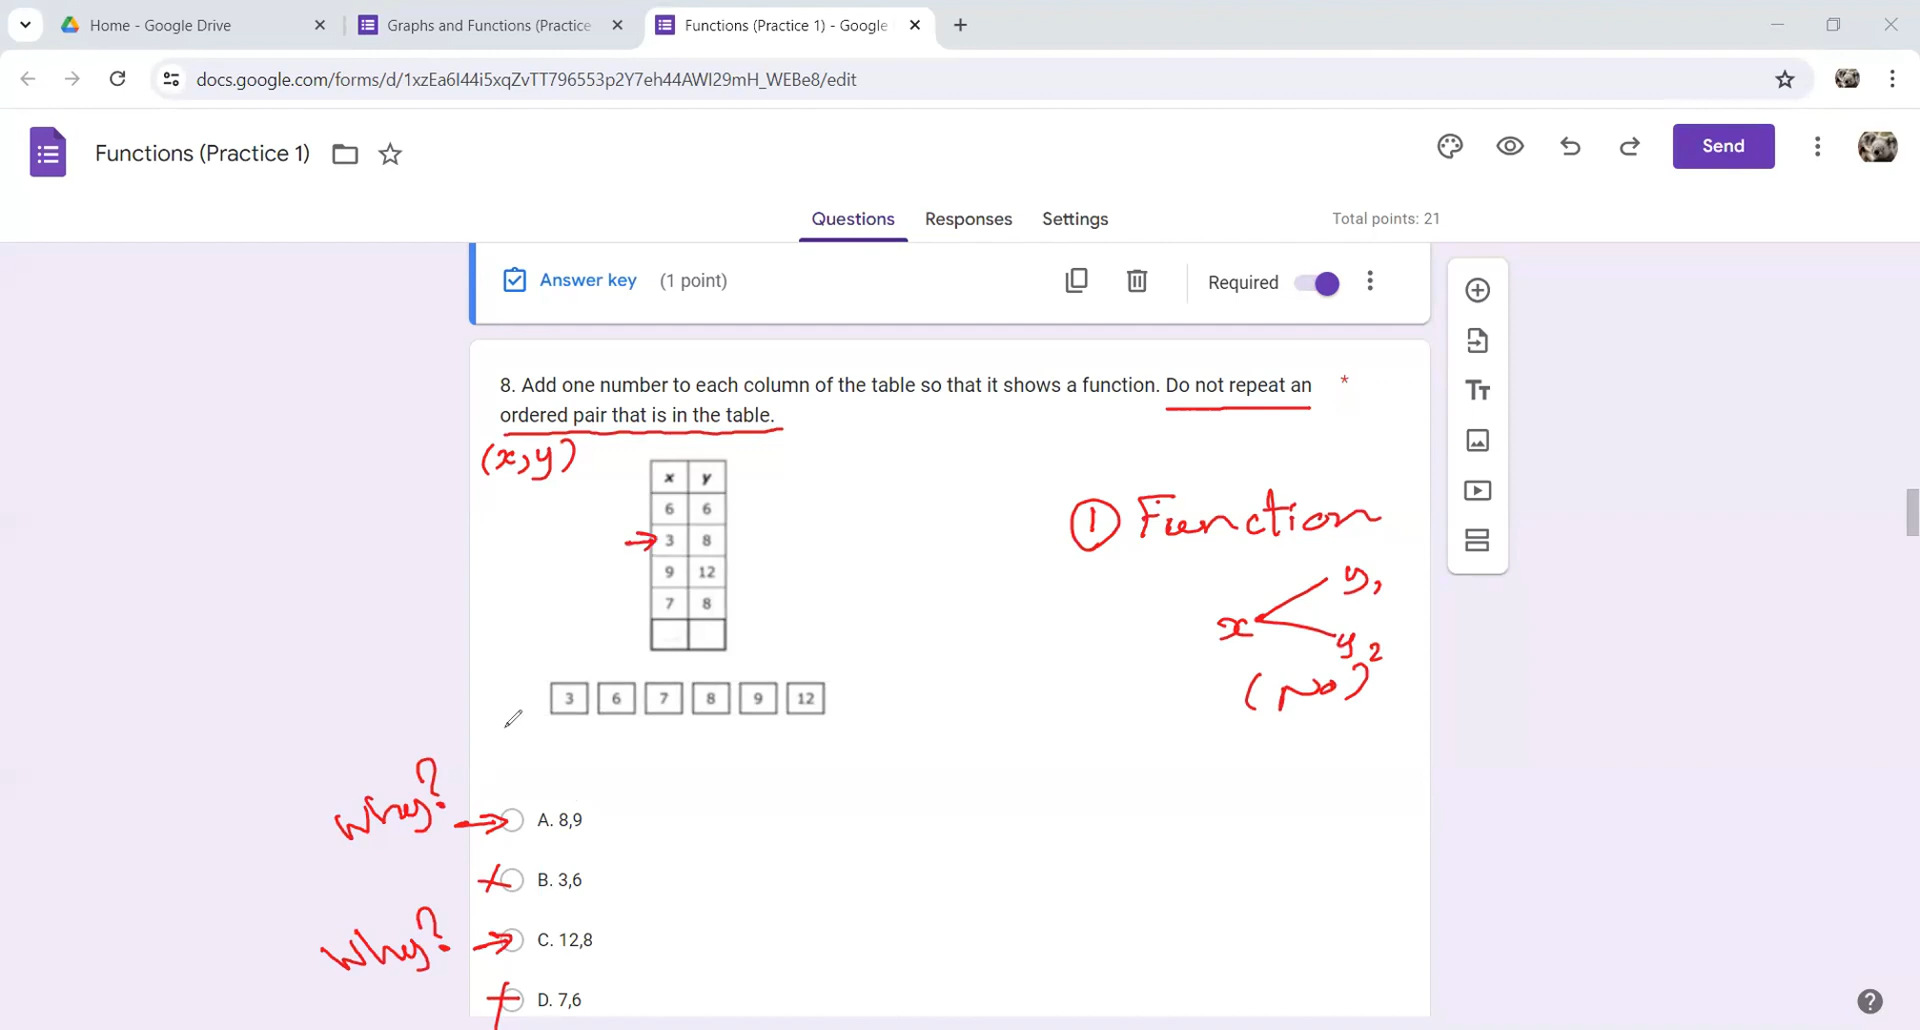 Home - Google Drive
Graphs and Functions (Practice
Functions (Practice 1) - Google
docs.google.com/forms/d/1xzEa6I44i5xqZvTT796553p2Y7eh44AWI29mH_WEBe8/edit
Functions (Practice 1)
Send
Questions
Responses
Settings
Total points: 21
Answer key
(1 point)
Required
8. Add one number to each column of the table so that it shows a function. Do not repeat an *
ordered pair that is in the table.
(x,y)
x y
6 6
3 8
9 12
7 8
3 6 7 8 9 12
① Function
x y1
y2
(No)
Why?
A. 8,9
B. 3,6
Why?
C. 12,8
D. 7,6